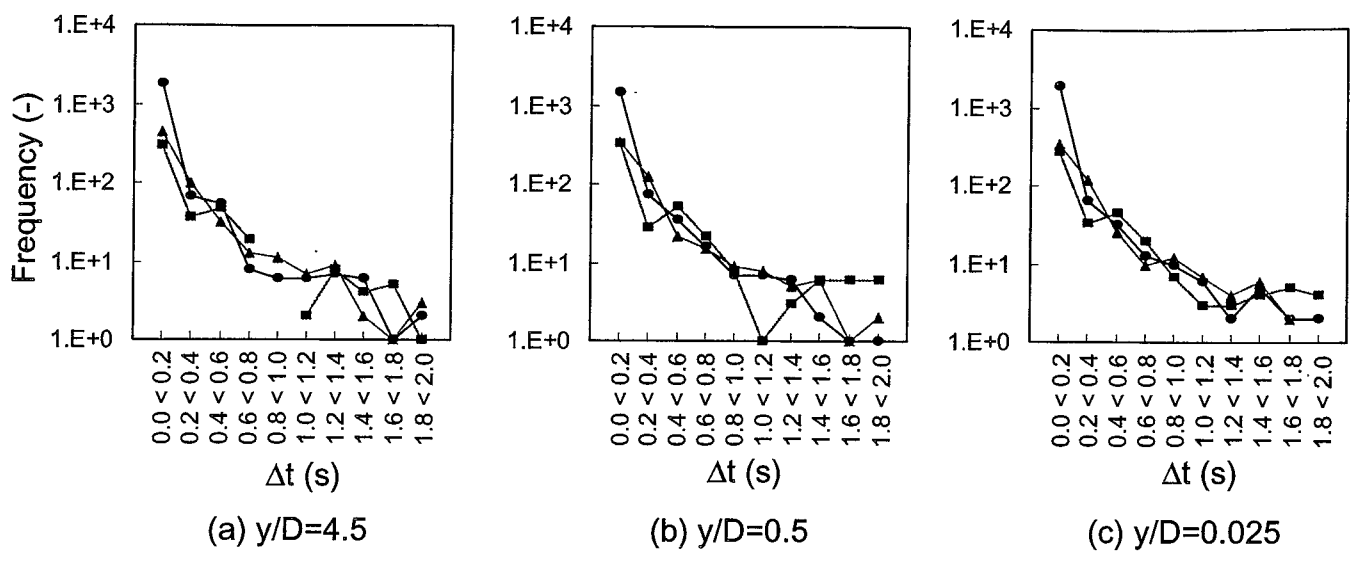 Frequency (-)
1.E+4
1.E+3
1.E+2
1.E+1
1.E+0
0.0 < 0.2
0.2 < 0.4
0.4 < 0.6
0.6 < 0.8
0.8 < 1.0
1.0 < 1.2
1.2 < 1.4
1.4 < 1.6
1.6 < 1.8
1.8 < 2.0
Δt (s)
(a) y/D=4.5
1.E+4
1.E+3
1.E+2
1.E+1
1.E+0
0.0 < 0.2
0.2 < 0.4
0.4 < 0.6
0.6 < 0.8
0.8 < 1.0
1.0 < 1.2
1.2 < 1.4
1.4 < 1.6
1.6 < 1.8
1.8 < 2.0
Δt (s)
(b) y/D=0.5
1.E+4
1.E+3
1.E+2
1.E+1
1.E+0
0.0 < 0.2
0.2 < 0.4
0.4 < 0.6
0.6 < 0.8
0.8 < 1.0
1.0 < 1.2
1.2 < 1.4
1.4 < 1.6
1.6 < 1.8
1.8 < 2.0
Δt (s)
(c) y/D=0.025